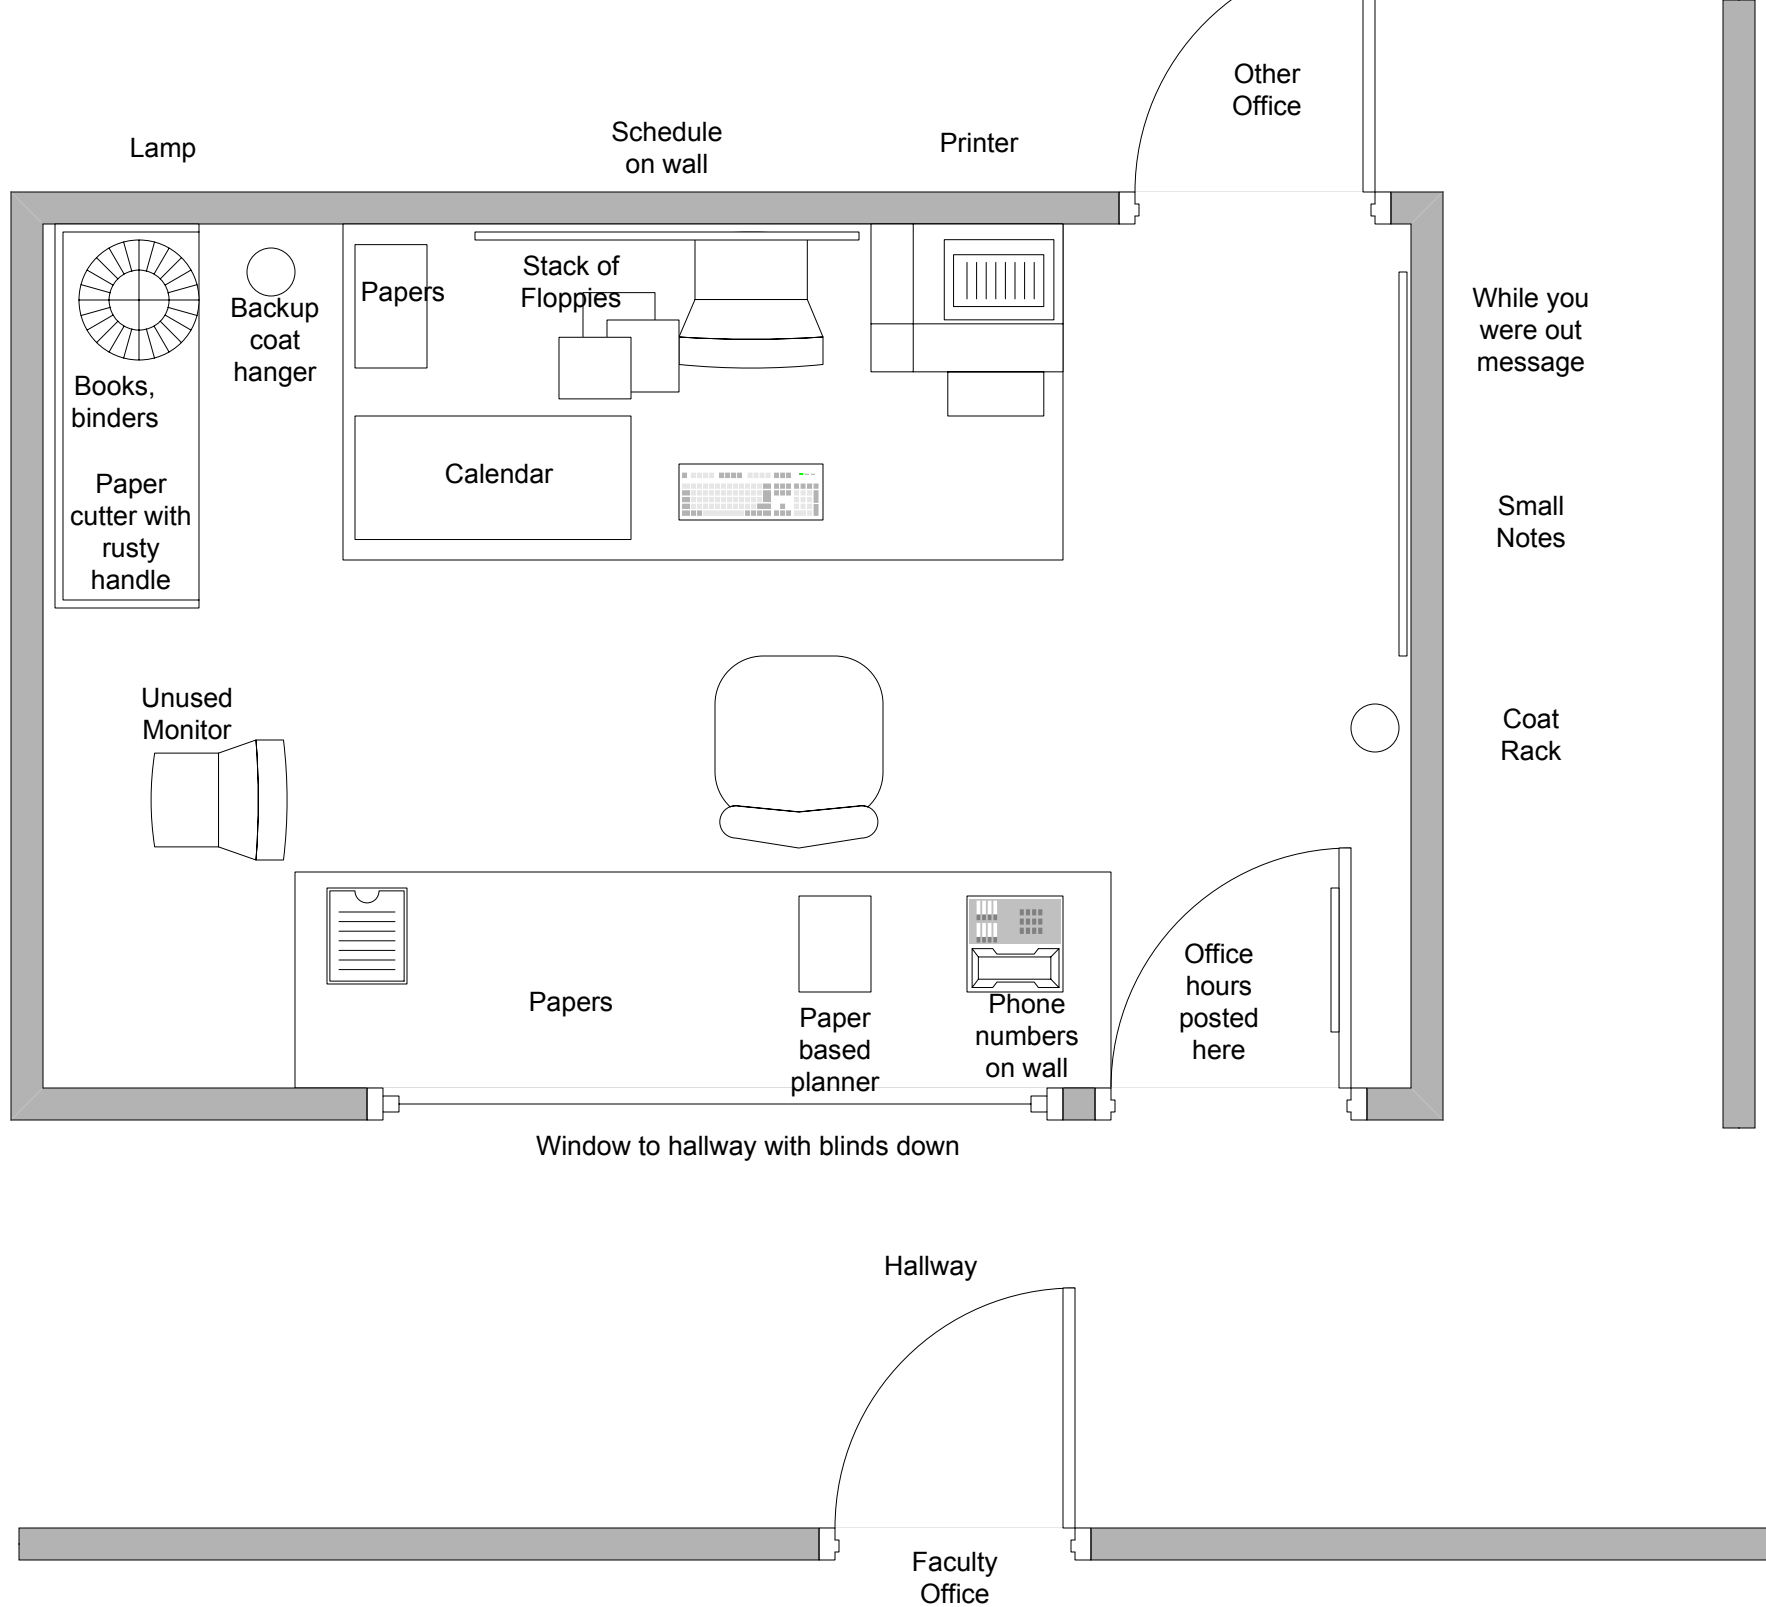 Other
Office
Lamp
Schedule
on wall
Printer
Stack of
Floppies
Papers
Backup
coat
hanger
While you
were out
message
Books,
binders
Calendar
Paper
cutter with
rusty
handle
Small
Notes
Unused
Monitor
Coat
Rack
Papers
Paper
based
planner
Phone
numbers
on wall
Office
hours
posted
here
Window to hallway with blinds down
Hallway
Faculty
Office